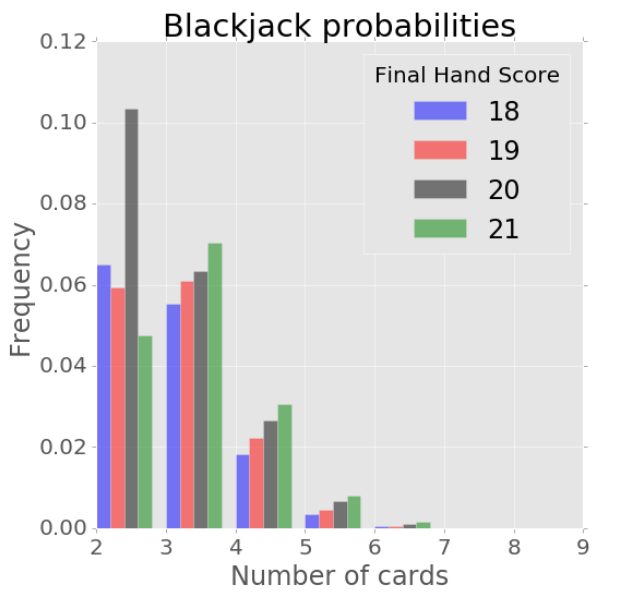 Blackjack probabilities
0.12
0.10
0.08
0.06
0.04
0.02
0.00
Frequency
Final Hand Score
18
19
20
21
2 3 4 5 6 7 8 9
Number of cards